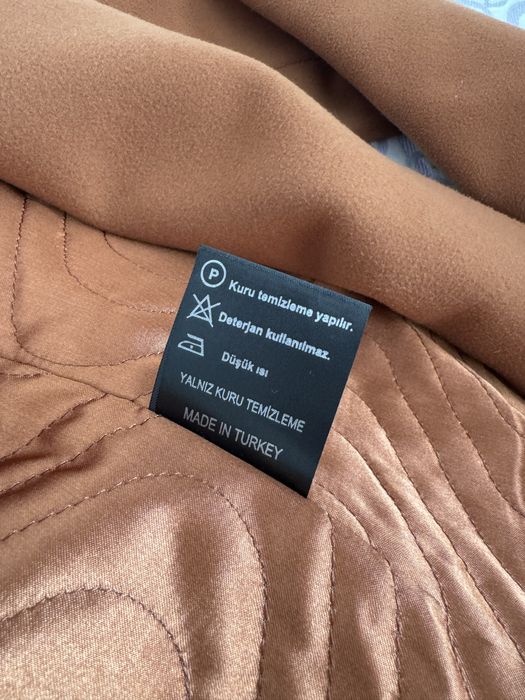 P
Kuru temizleme yapılır.
Deterjan kullanılmaz.
Düşük ısı
YALNIZ KURU TEMİZLEME
MADE IN TURKEY